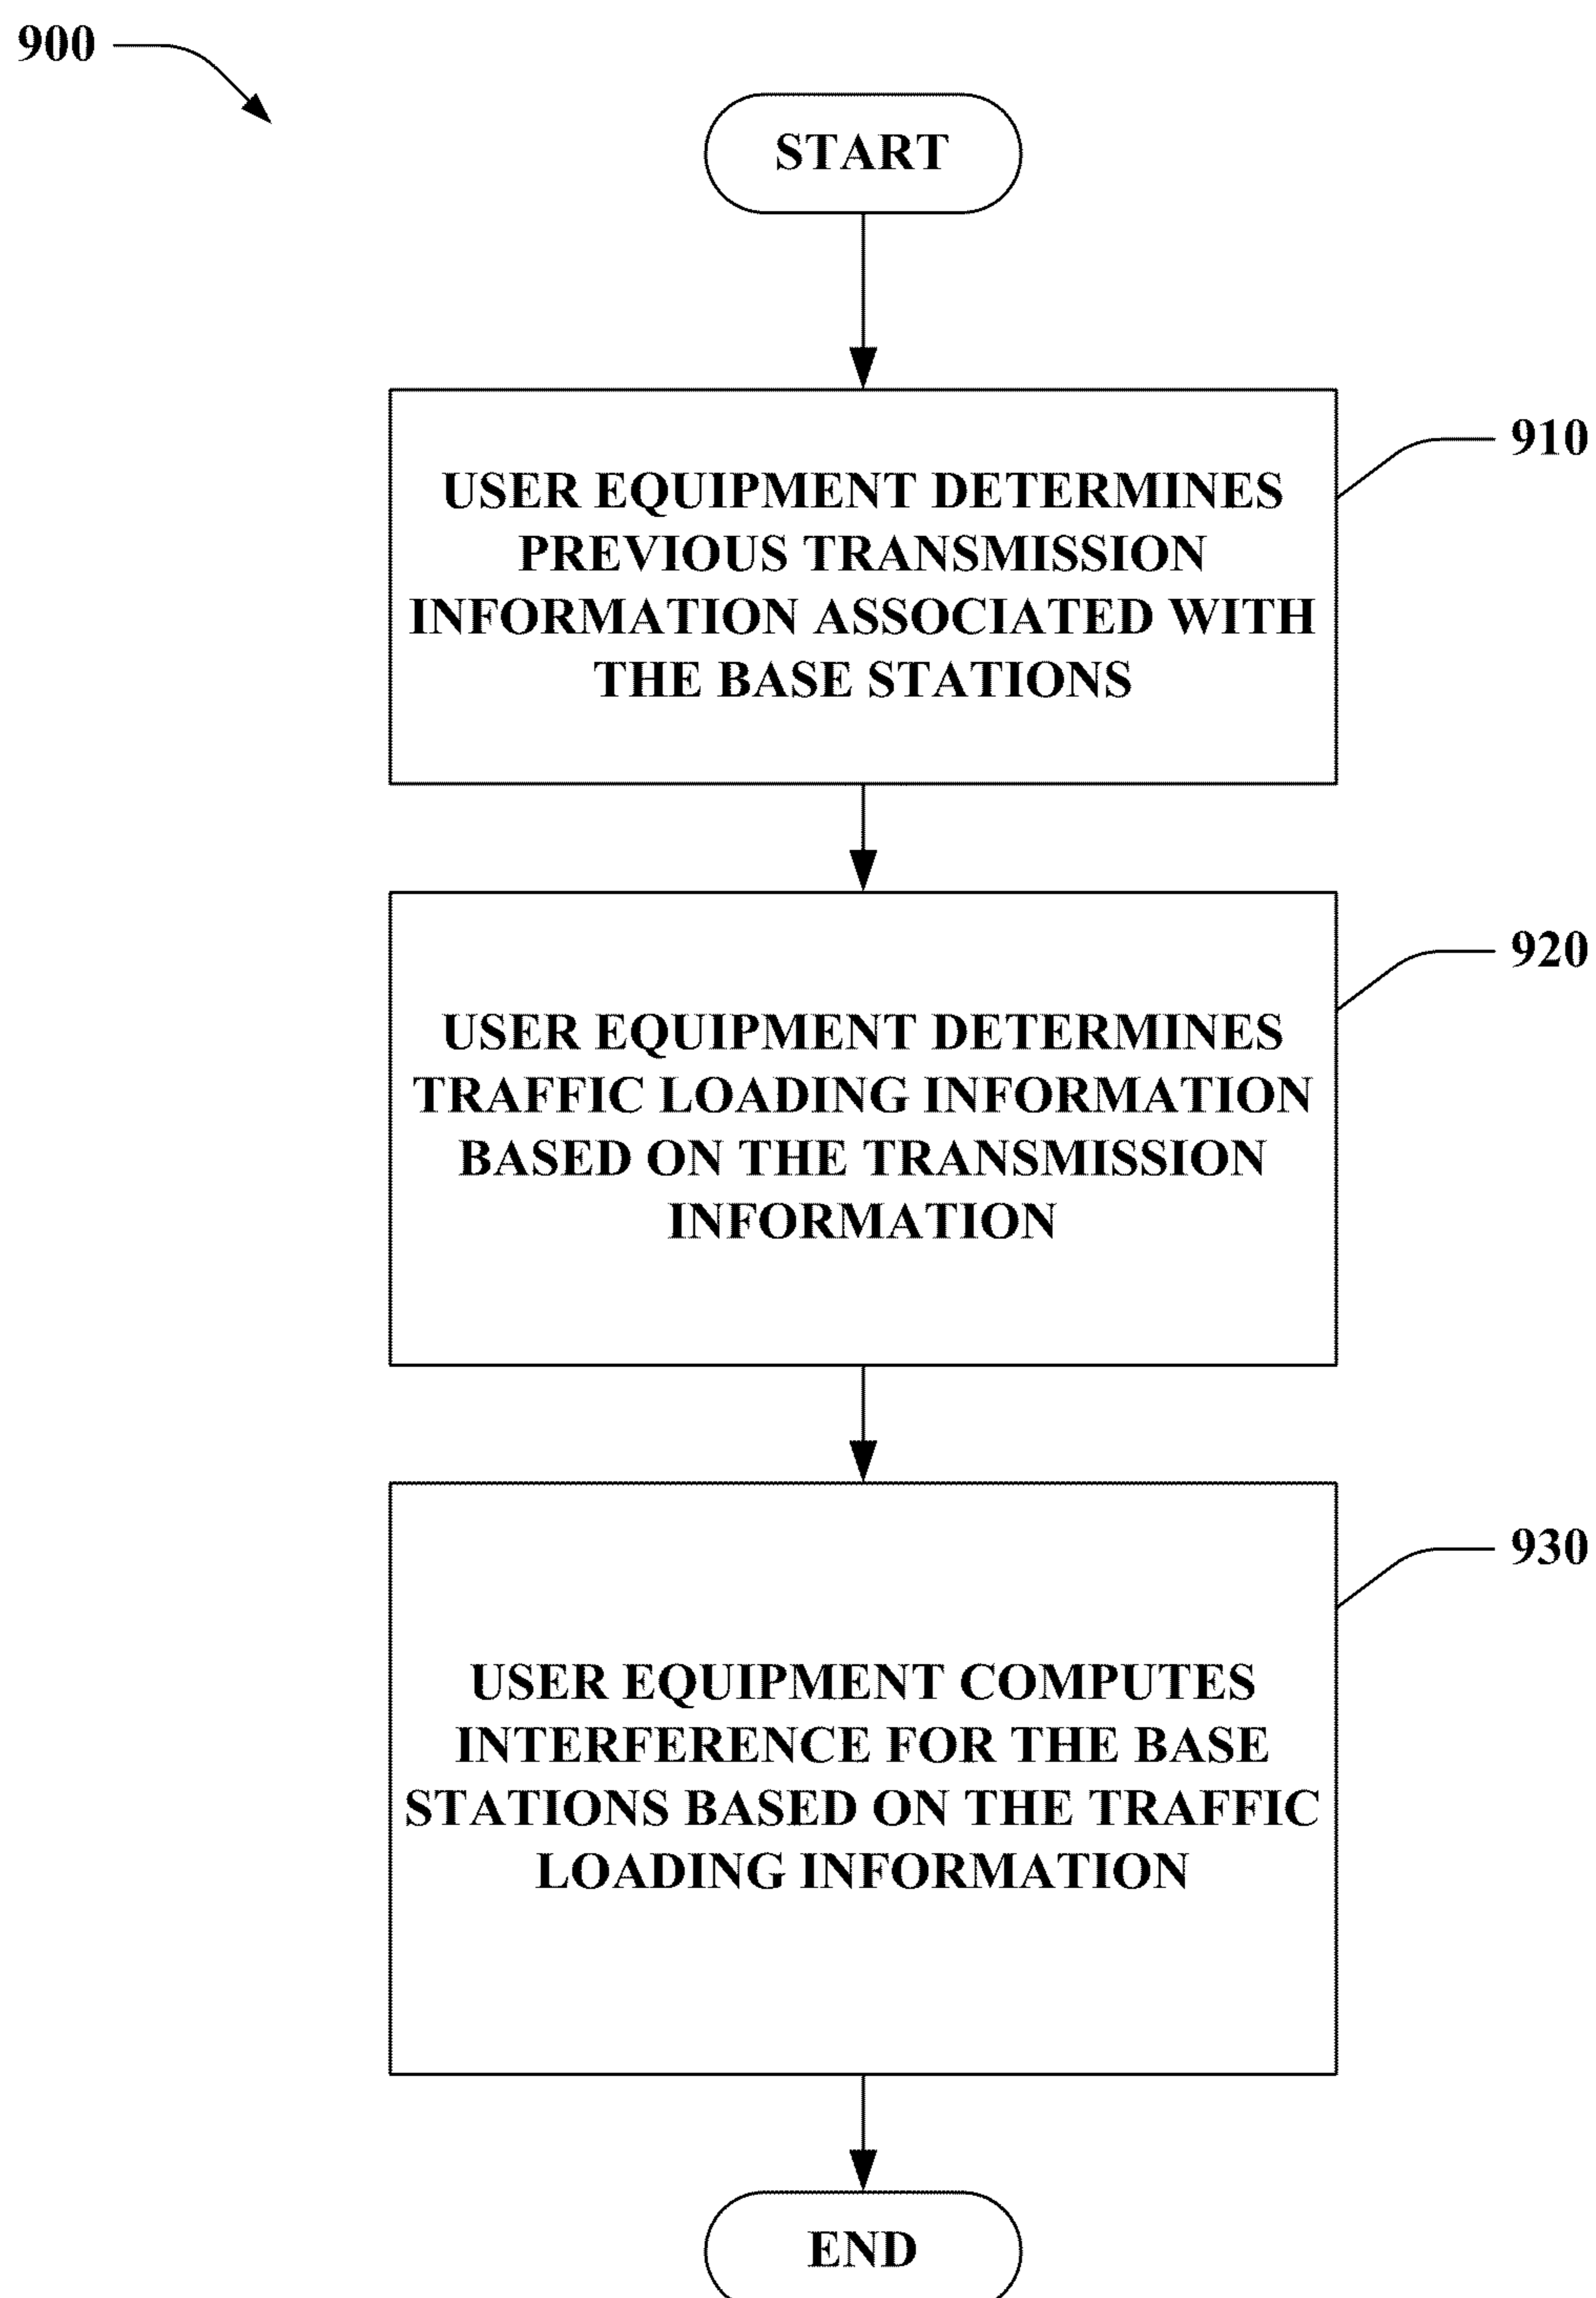 900
START
910
USER EQUIPMENT DETERMINES
PREVIOUS TRANSMISSION
INFORMATION ASSOCIATED WITH
THE BASE STATIONS
920
USER EQUIPMENT DETERMINES
TRAFFIC LOADING INFORMATION
BASED ON THE TRANSMISSION
INFORMATION
930
USER EQUIPMENT COMPUTES
INTERFERENCE FOR THE BASE
STATIONS BASED ON THE TRAFFIC
LOADING INFORMATION
END